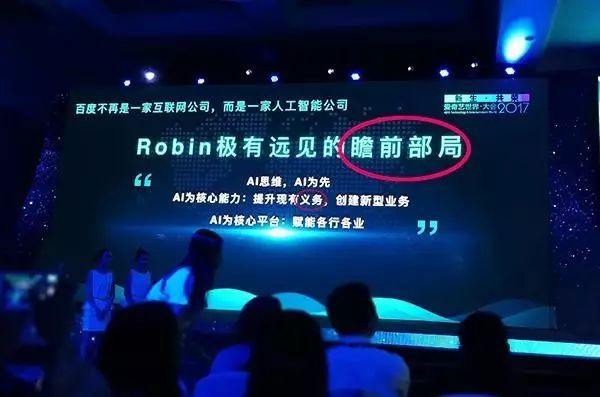 百度不再是一家互联网公司，而是一家人工智能公司
爱奇艺世界·大会
2017
Robin极有远见的瞻前部局
“
AI思维，AI为先
AI为核心能力：提升现有义务，创建新型业务
AI为核心平台：赋能各行各业
”